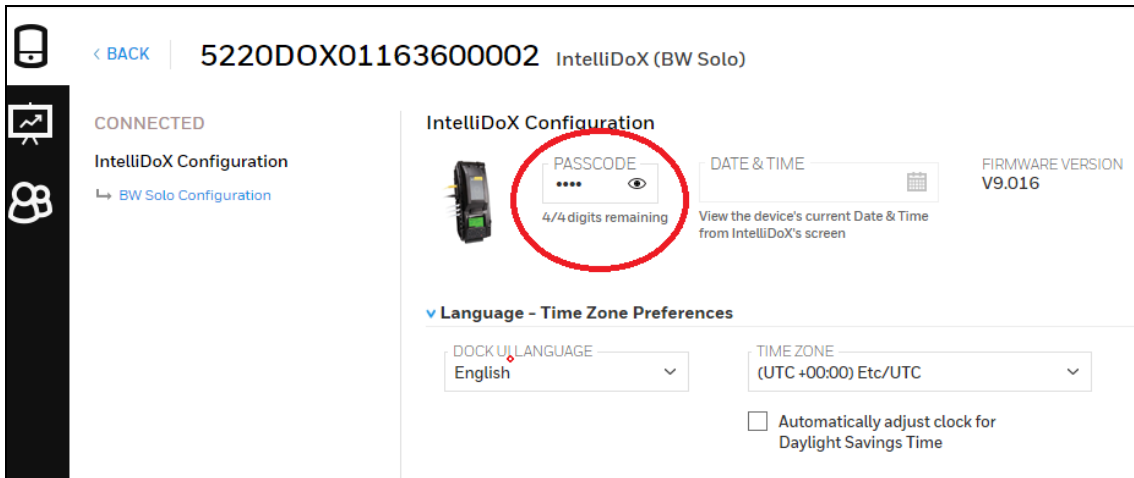 < BACK 5220DOX01163600002 IntelliDoX (BW Solo)
CONNECTED
IntelliDoX Configuration
BW Solo Configuration
IntelliDoX Configuration
PASSCODE
••••
4/4 digits remaining
DATE & TIME
View the device's current Date & Time
from IntelliDoX's screen
FIRMWARE VERSION
V9.016
Language - Time Zone Preferences
DOCK UI LANGUAGE
English
TIME ZONE
(UTC +00:00) Etc/UTC
Automatically adjust clock for
Daylight Savings Time